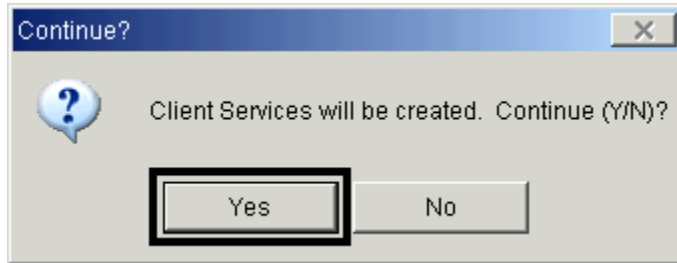 Continue?
Client Services will be created.  Continue (Y/N)?
Yes
No